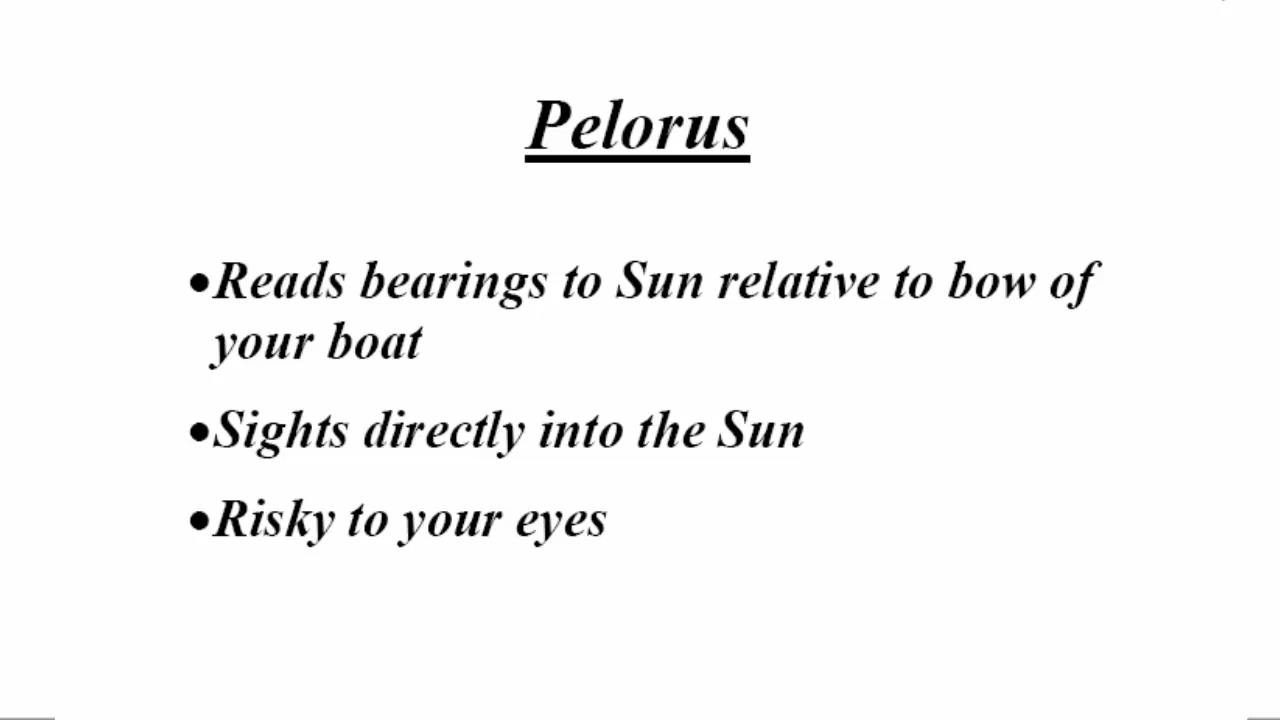 Pelorus
•Reads bearings to Sun relative to bow of
your boat
•Sights directly into the Sun
•Risky to your eyes